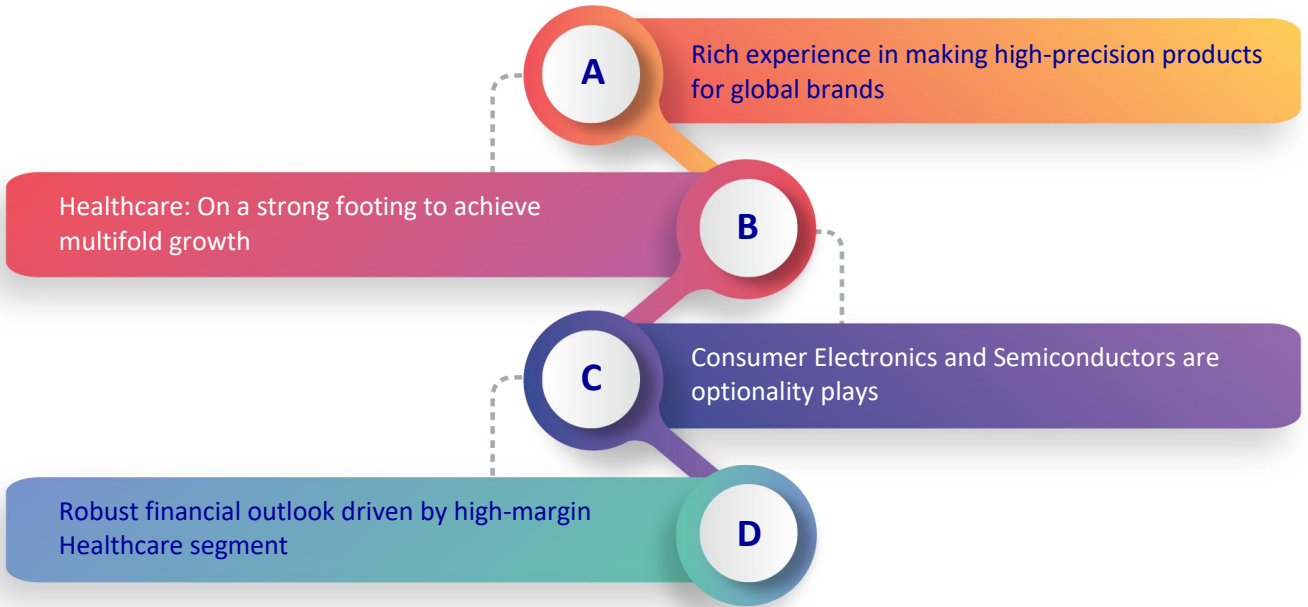 A
Rich experience in making high-precision products
for global brands
Healthcare: On a strong footing to achieve
multifold growth
B
C
Consumer Electronics and Semiconductors are
optionality plays
Robust financial outlook driven by high-margin
Healthcare segment
D